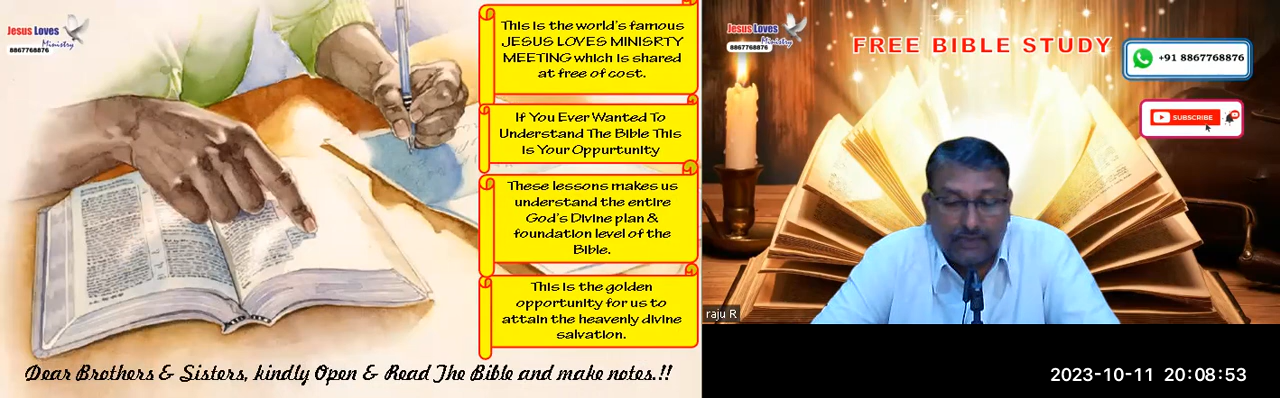 Jesus Loves
Ministry
8867768876
This is the world's famous
JESUS LOVES MINISRTY
MEETING which is shared
at free of cost.
If You Ever Wanted To
Understand The Bible This
Is Your Oppurtunity
These lessons makes us
understand the entire
God's Divine plan &
foundation level of the
Bible.
This is the golden
opportunity for us to
attain the heavenly divine
salvation.
Dear Brothers & Sisters, kindly Open & Read The Bible and make notes.!!
Jesus Loves
Ministry
8867768876
FREE BIBLE STUDY
+91 8867768876
SUBSCRIBE
raju R
2023-10-11 20:08:53